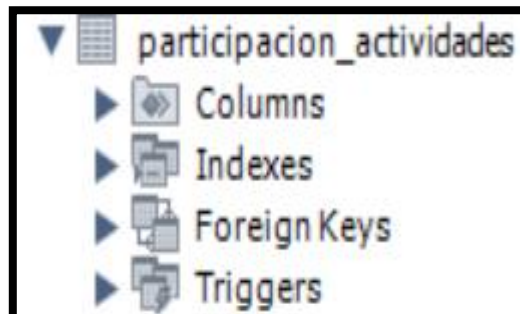 participacion_actividades
Columns
Indexes
Foreign Keys
Triggers